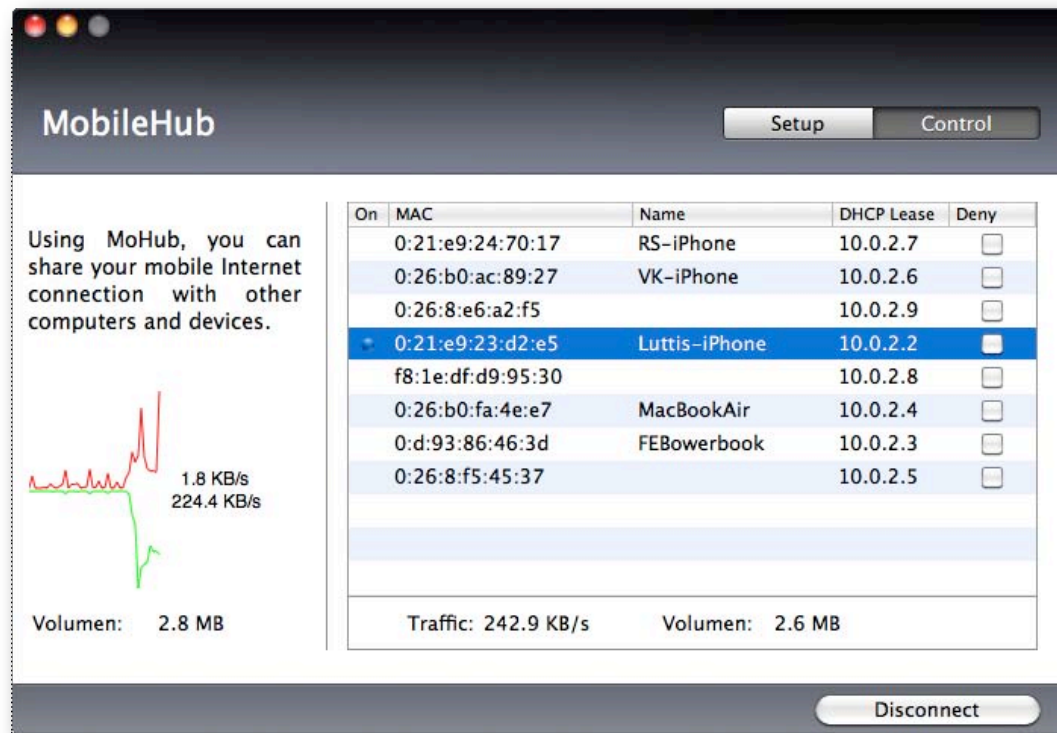 MobileHub
Setup Control
Using MoHub, you can
share your mobile Internet
connection with other
computers and devices.
1.8 KB/s
224.4 KB/s
Volumen: 2.8 MB
On MAC Name DHCP Lease Deny
0:21:e9:24:70:17 RS-iPhone 10.0.2.7
0:26:b0:ac:89:27 VK-iPhone 10.0.2.6
0:26:8:e6:a2:f5 10.0.2.9
0:21:e9:23:d2:e5 Luttis-iPhone 10.0.2.2
f8:1e:df:d9:95:30 10.0.2.8
0:26:b0:fa:4e:e7 MacBookAir 10.0.2.4
0:d:93:86:46:3d FEBowerbook 10.0.2.3
0:26:8:f5:45:37 10.0.2.5
Traffic: 242.9 KB/s Volumen: 2.6 MB
Disconnect